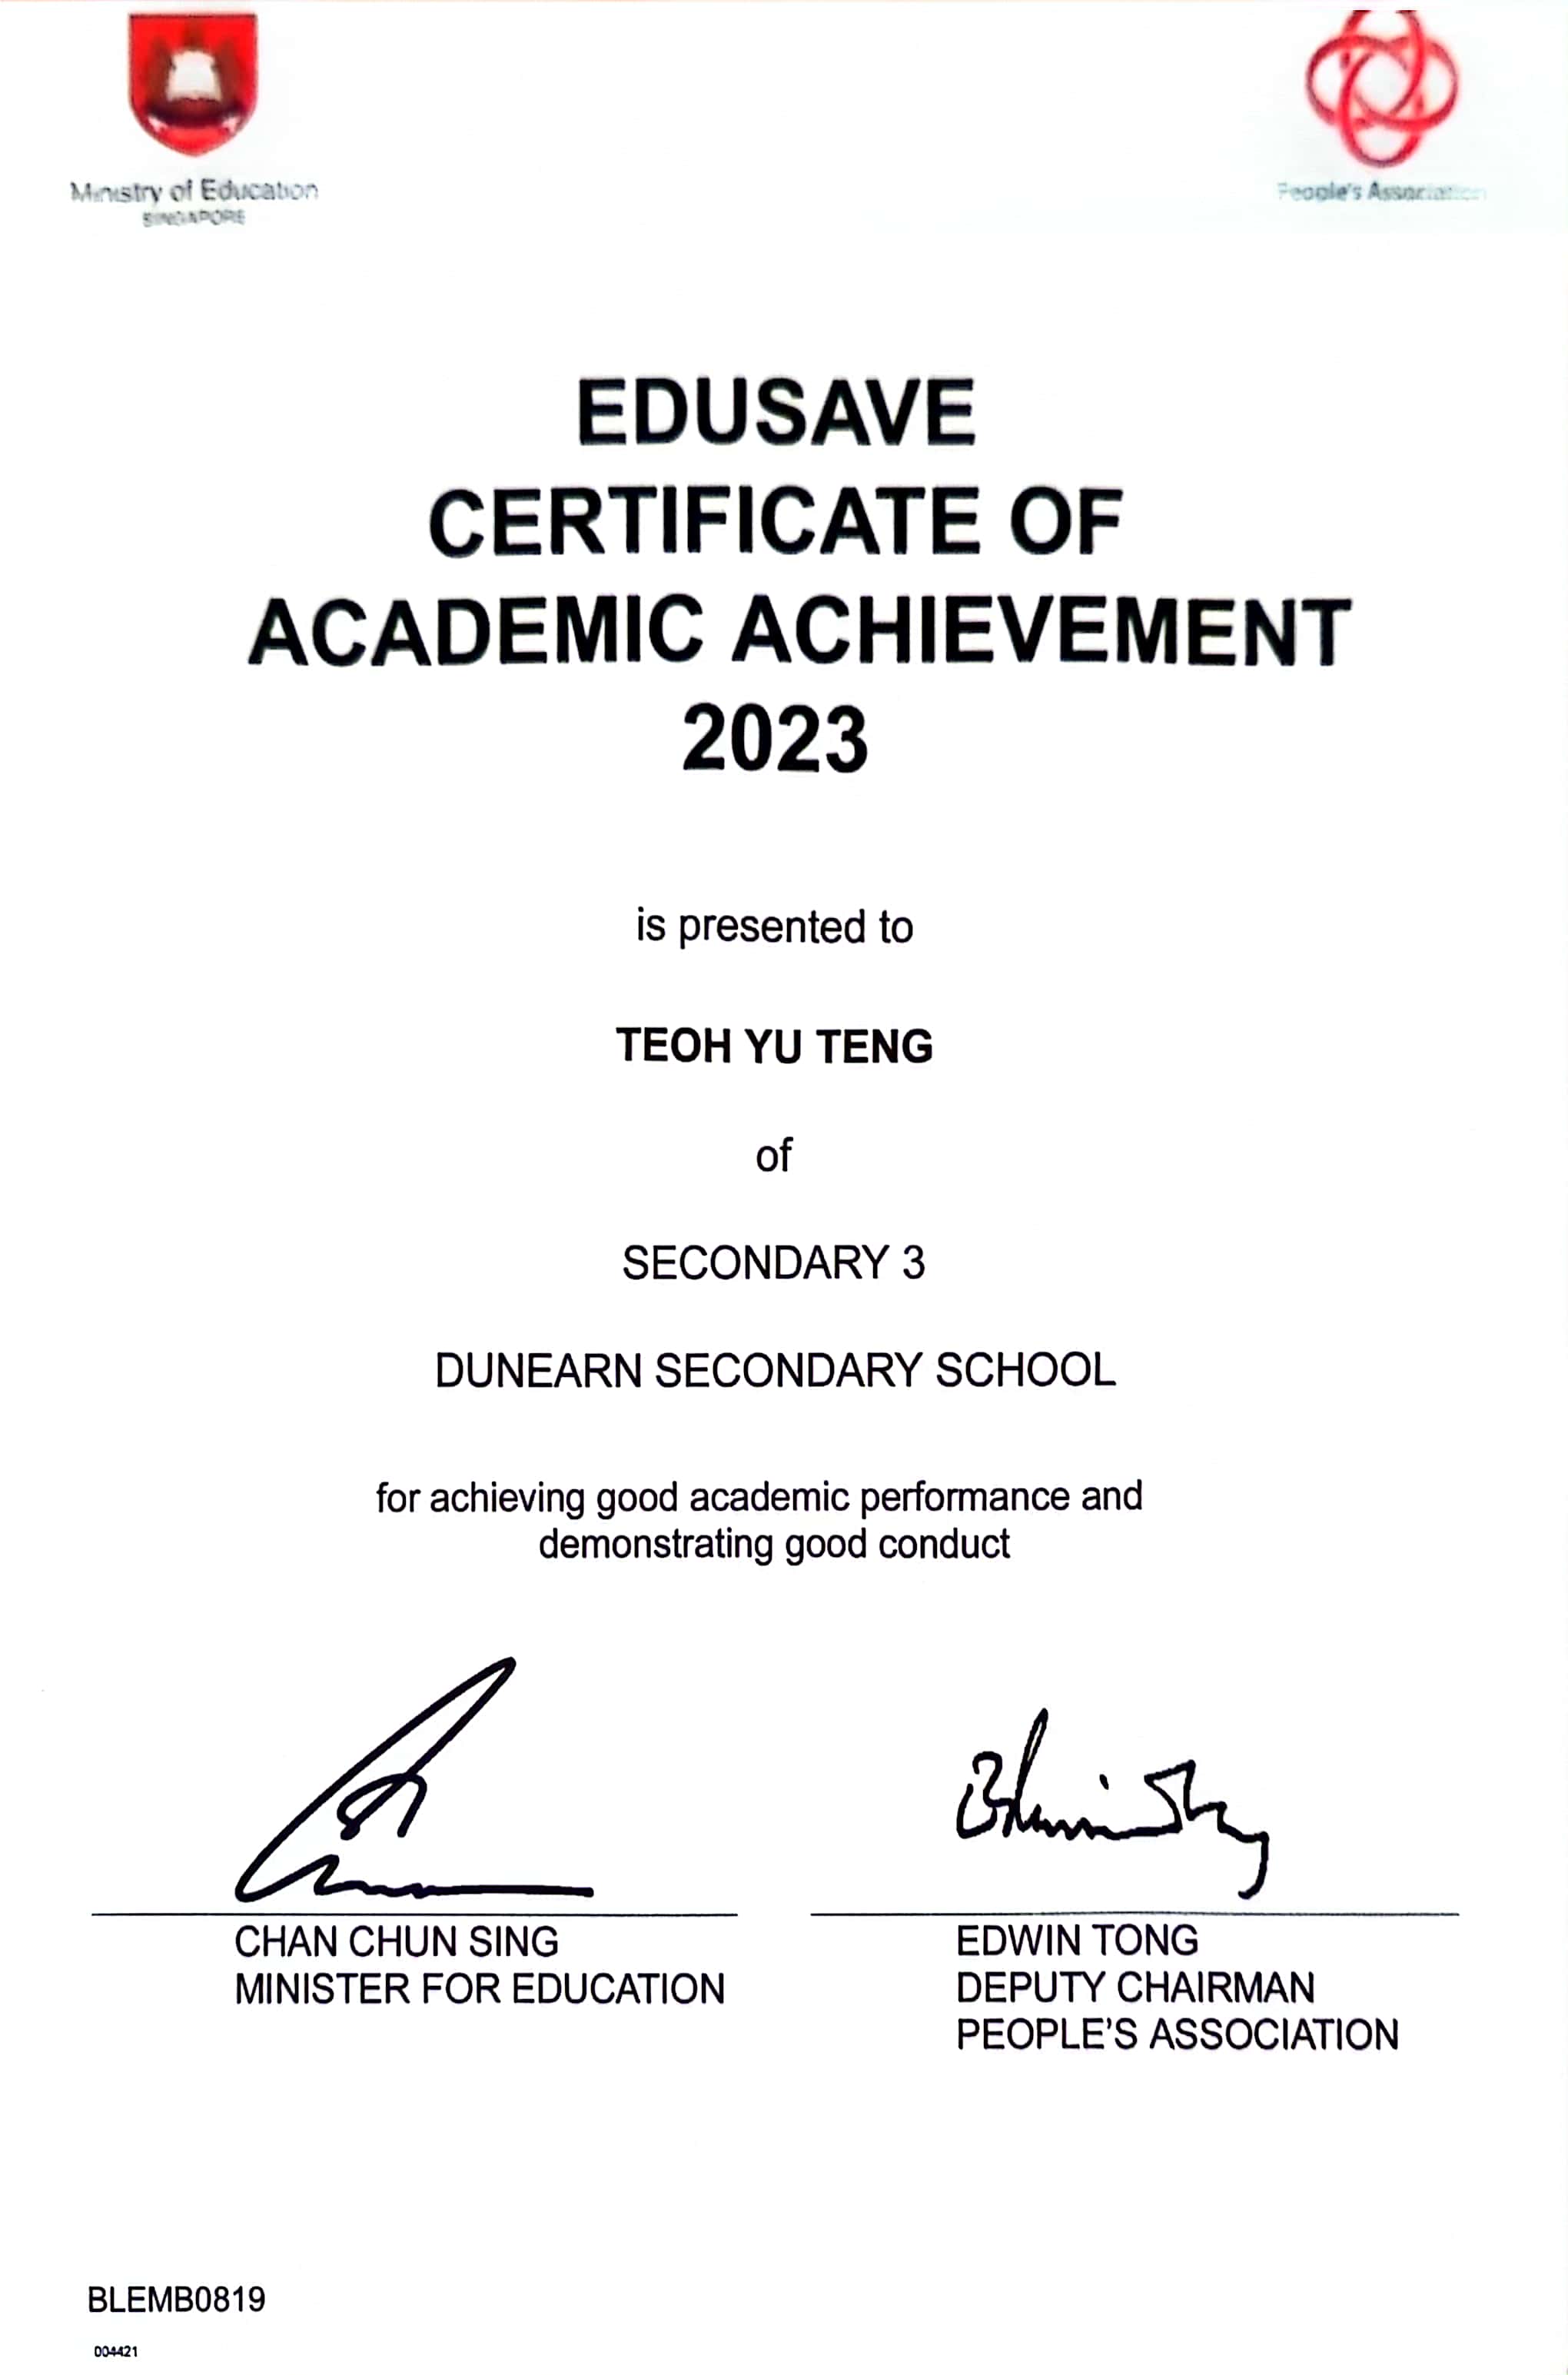 Ministry of Education
SINGAPORE
People's Association
EDUSAVE
CERTIFICATE OF
ACADEMIC ACHIEVEMENT
2023
is presented to
TEOH YU TENG
of
SECONDARY 3
DUNEARN SECONDARY SCHOOL
for achieving good academic performance and
demonstrating good conduct
CHAN CHUN SING
MINISTER FOR EDUCATION
EDWIN TONG
DEPUTY CHAIRMAN
PEOPLE'S ASSOCIATION
BLEMB0819
004421